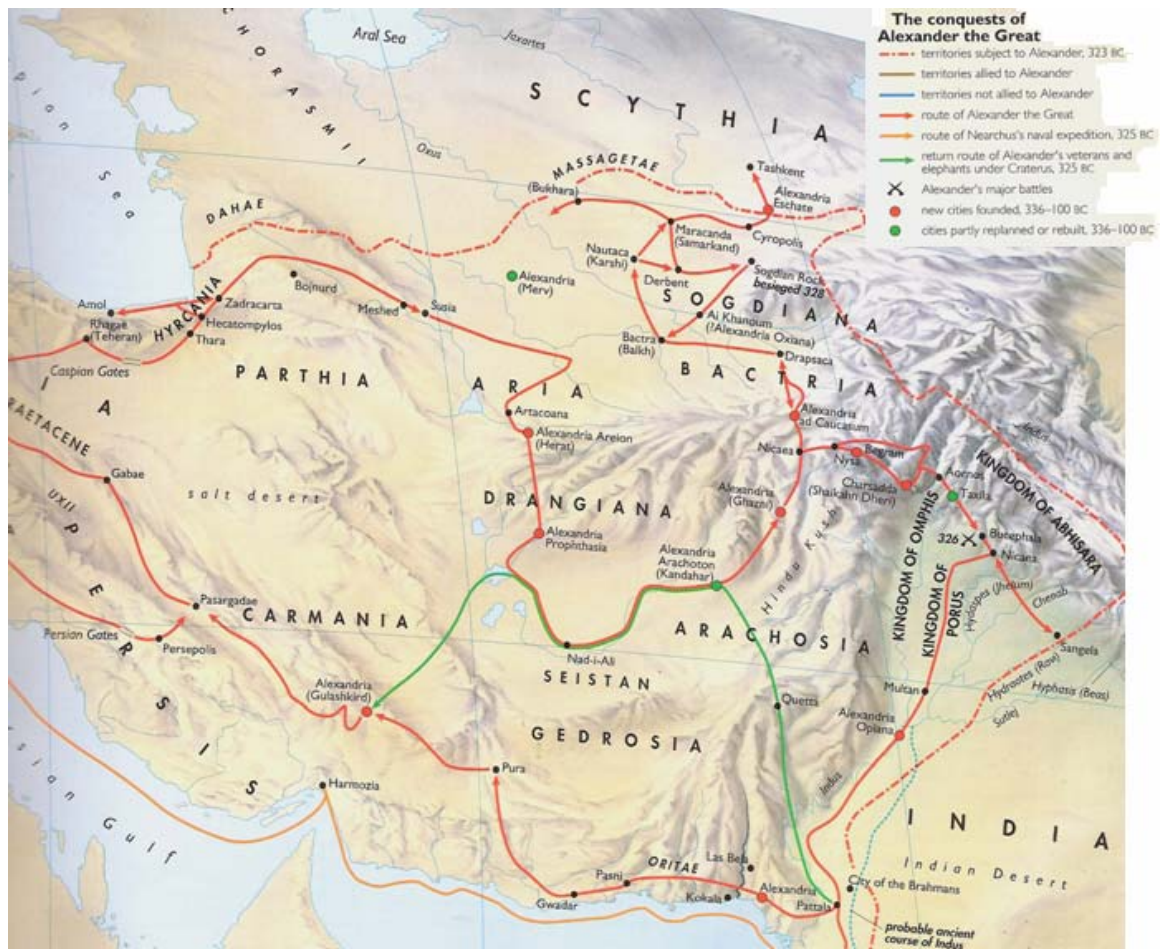 The conquests of
Alexander the Great
territories subject to Alexander, 323 BC
territories allied to Alexander
territories not allied to Alexander
route of Alexander the Great
route of Nearchus's naval expedition, 325 BC
return route of Alexander's veterans and
elephants under Craterus, 325 BC
Alexander's major battles
new cities founded, 336–100 BC
cities partly replanned or rebuilt, 336–100 BC
Aral Sea
Jaxartes
CHORASMII
SCYTHIA
Oxus
MASSAGETAE
Tashkent
(Bukhara)
Alexandria
Eschate
DAHAE
Maracanda
(Samarkand)
Cyropolis
Nautaca
(Karshi)
Derbent
Sogdian Rock
besieged 328
Alexandria
(Merv)
Bojnurd
SOGDIANA
Amol
HYRCANIA
Zadracarta
Meshed
Susia
Rhagae
(Teheran)
Hecatompylos
Thara
Ai Khanoum
(?Alexandria Oxiana)
Bactra
(Balkh)
Drapsaca
Caspian Gates
PARTHIA
ARIA
BACTRIA
IA
Artacoana
Alexandria
ad Caucasum
RAETACENE
Alexandria Areion
(Herat)
Nicaea
Nysa
Begram
Indus
KINGDOM OF ABHISARA
Gabae
Aornos
Chursadda
(Shaikahn Dheri)
Taxila
UXII
salt desert
DRANGIANA
Alexandria
(Ghazni)
KINGDOM OF OMPHIS
326
Bucephala
Nicaea
Alexandria
Prophthasia
Hindu Kush
Alexandria
Arachoton
(Kandahar)
KINGDOM OF
PORUS
Hydaspes (Jhelum)
Chenab
Pasargadae
CARMANIA
ARACHOSIA
Persian Gates
Persepolis
PERSIS
Nad-i-Ali
Sangela
SEISTAN
Hydraotes (Ravi)
Hyphasis (Beas)
Alexandria
(Gulashkird)
Multan
Quetta
Sutlej
Alexandria
Opiana
GEDROSIA
Pura
Indus
Harmozia
INDIA
Gulf
ORITAE
Las Bela
Indian Desert
Pasni
City of the Brahmans
Gwadar
Kokala
Alexandria
Pattala
probable ancient
course of Indus